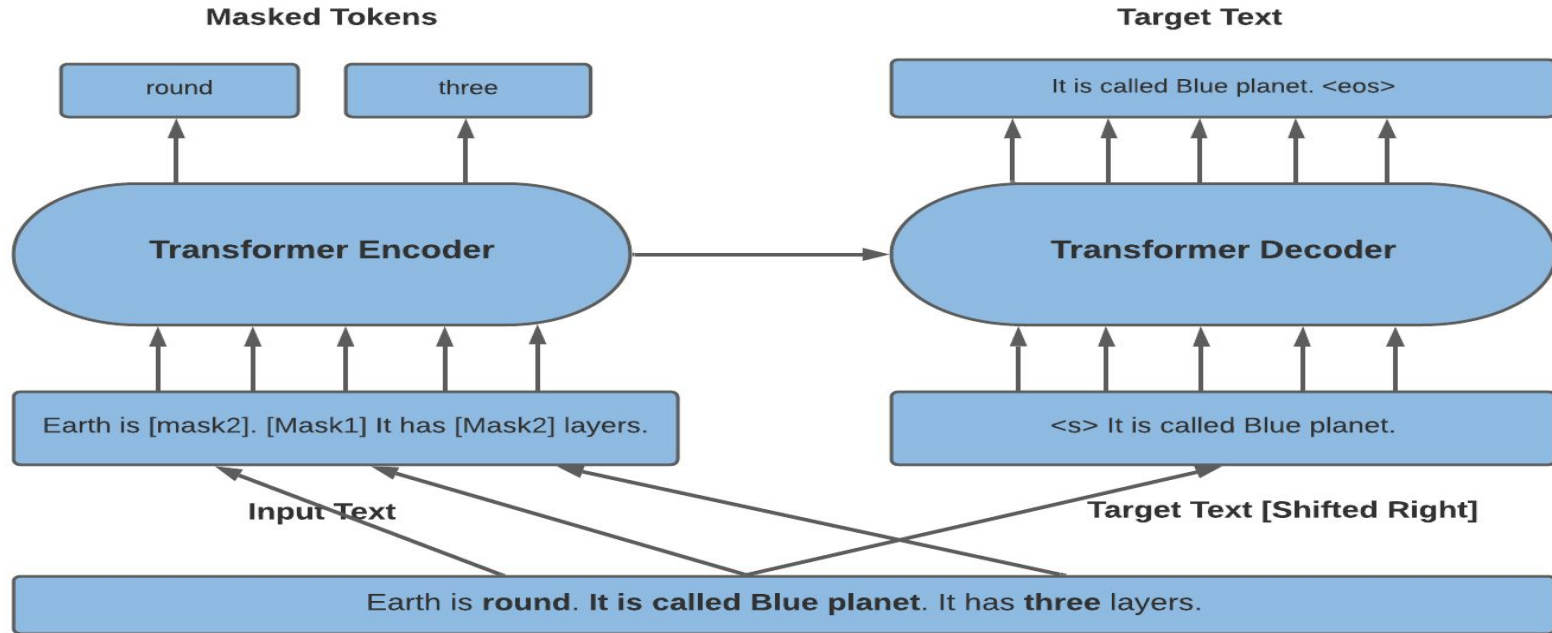 Masked Tokens
Target Text
round
three
It is called Blue planet. <eos>
Transformer Encoder
Transformer Decoder
Earth is [mask2]. [Mask1] It has [Mask2] layers.
<s> It is called Blue planet.
Input Text
Target Text [Shifted Right]
Earth is round. It is called Blue planet. It has three layers.